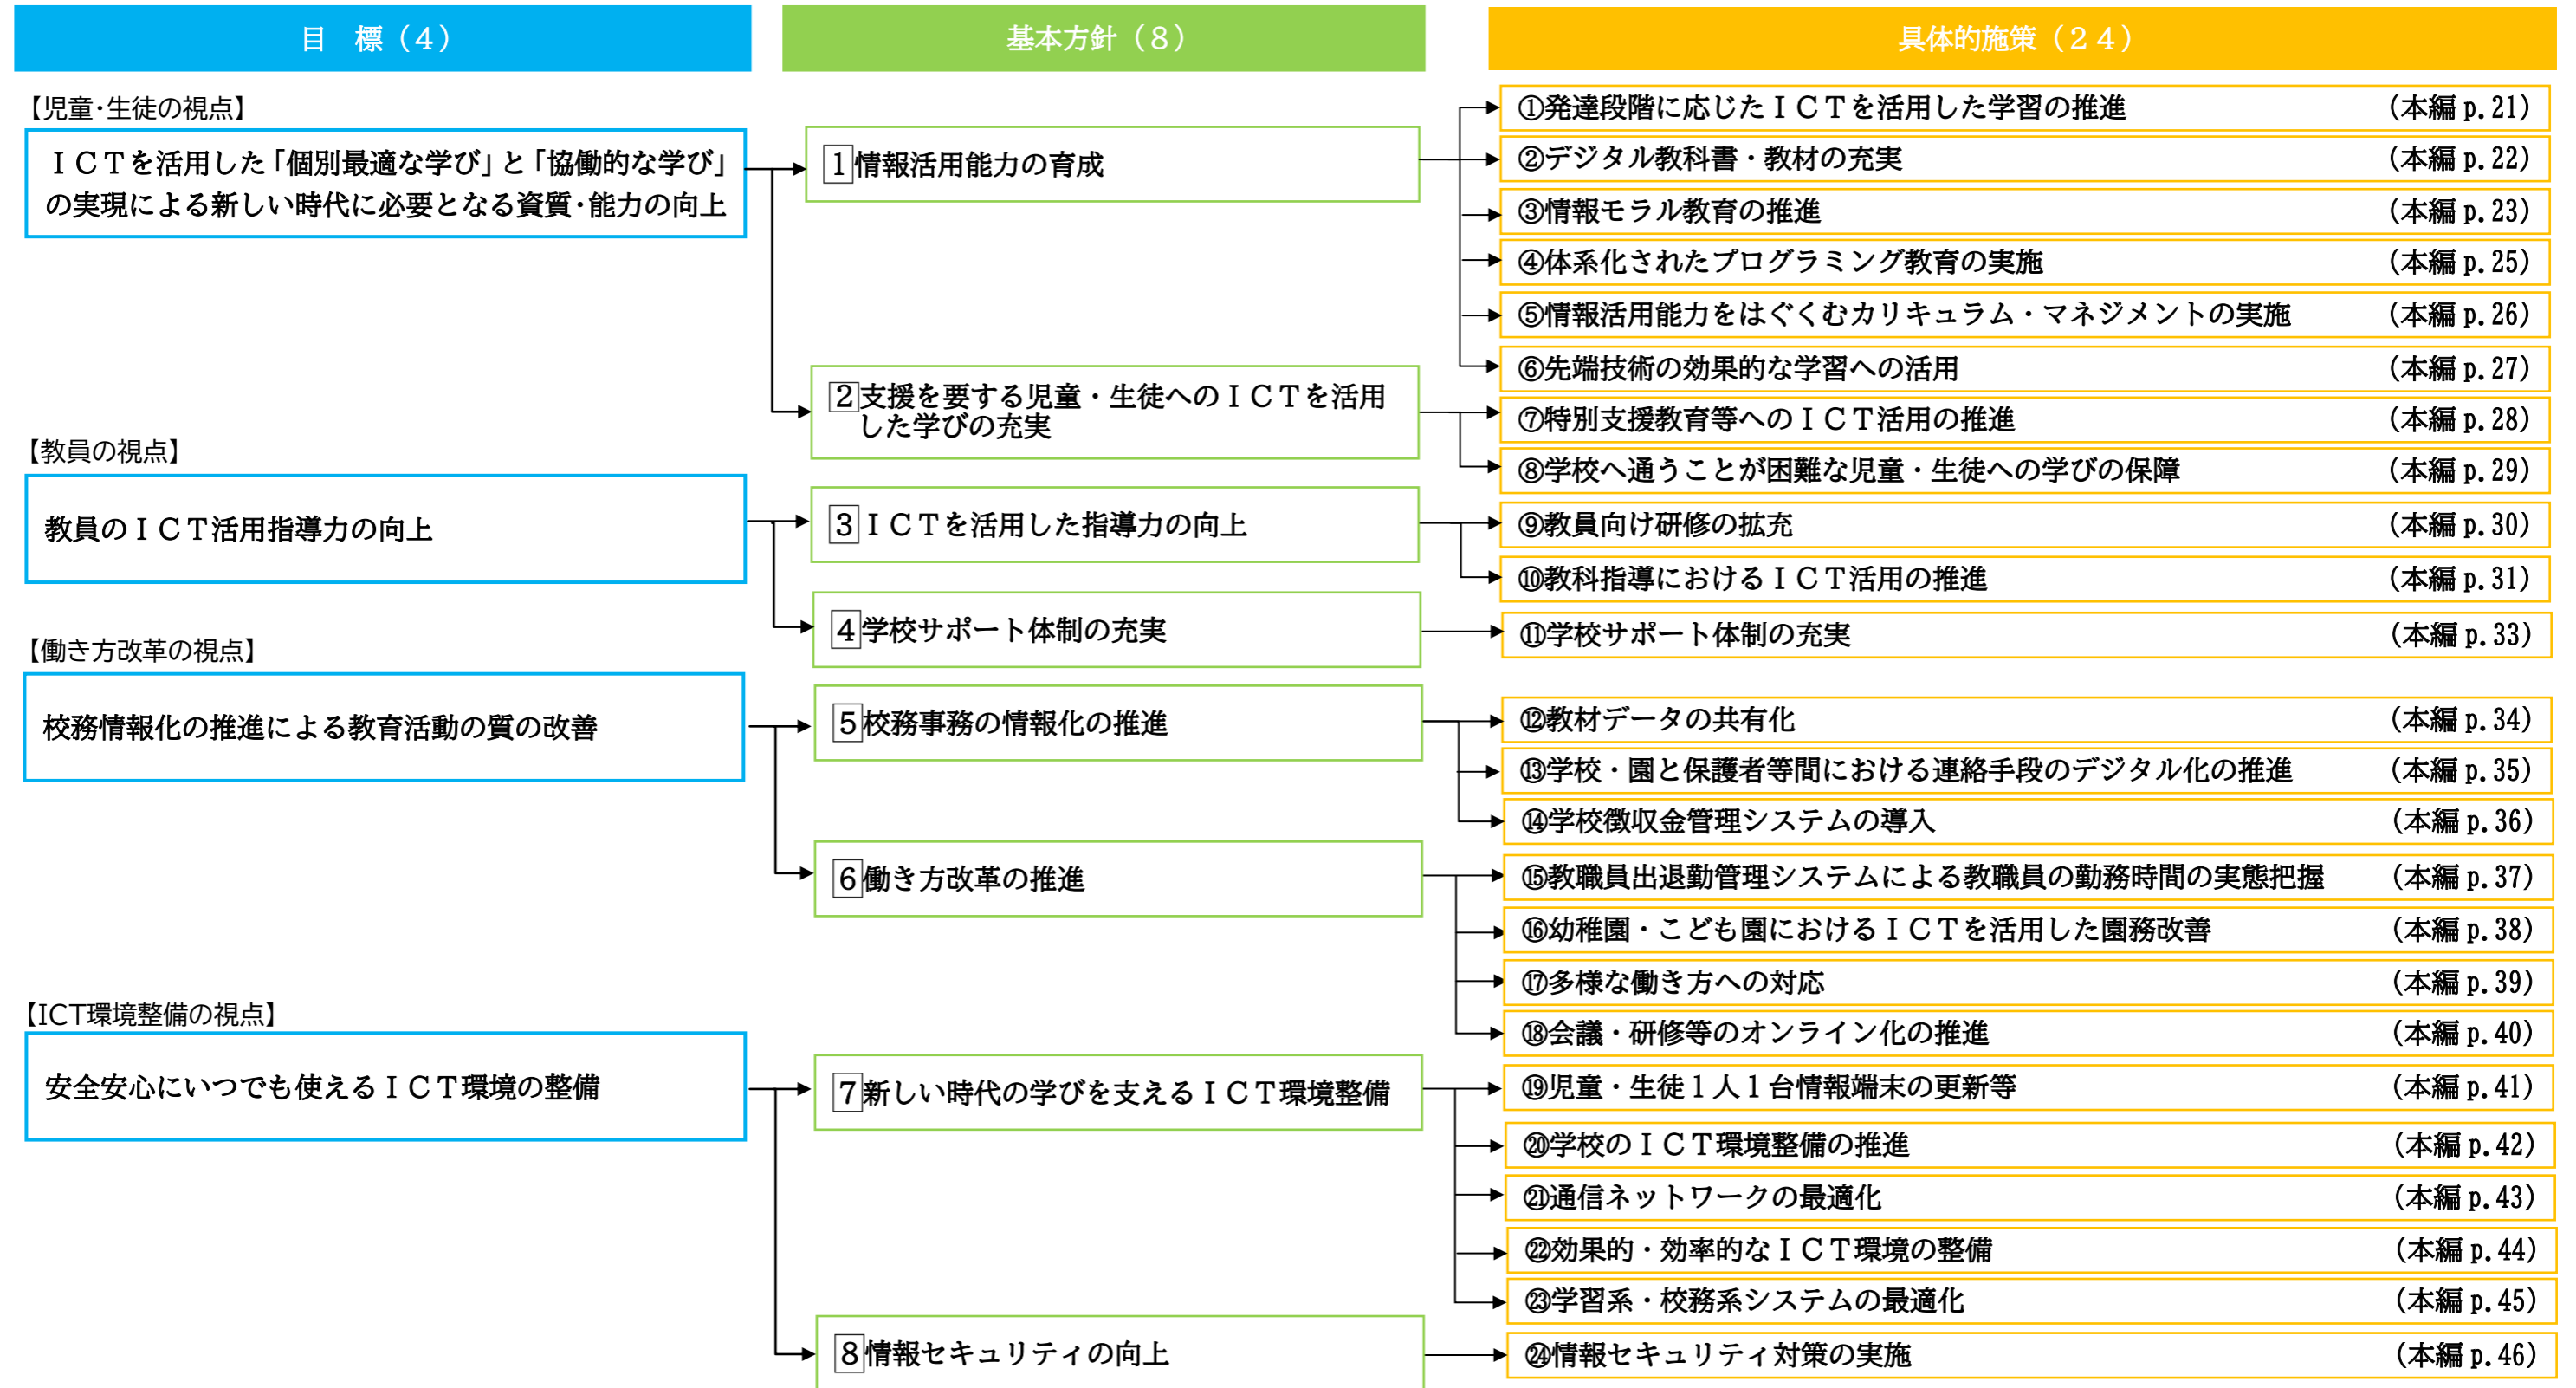 目　標（４）
基本方針（８）
具体的施策（２４）
【児童・生徒の視点】
ＩＣＴを活用した「個別最適な学び」と「協働的な学び」
の実現による新しい時代に必要となる資質・能力の向上
1 情報活用能力の育成
①発達段階に応じたＩＣＴを活用した学習の推進　（本編 p.21）
②デジタル教科書・教材の充実　（本編 p.22）
③情報モラル教育の推進　（本編 p.23）
④体系化されたプログラミング教育の実施　（本編 p.25）
⑤情報活用能力をはぐくむカリキュラム・マネジメントの実施　（本編 p.26）
⑥先端技術の効果的な学習への活用　（本編 p.27）
2 支援を要する児童・生徒へのＩＣＴを活用
した学びの充実
⑦特別支援教育等へのＩＣＴ活用の推進　（本編 p.28）
⑧学校へ通うことが困難な児童・生徒への学びの保障　（本編 p.29）
【教員の視点】
教員のＩＣＴ活用指導力の向上
3 ＩＣＴを活用した指導力の向上
⑨教員向け研修の拡充　（本編 p.30）
⑩教科指導におけるＩＣＴ活用の推進　（本編 p.31）
4 学校サポート体制の充実
⑪学校サポート体制の充実　（本編 p.33）
【働き方改革の視点】
校務情報化の推進による教育活動の質の改善
5 校務事務の情報化の推進
⑫教材データの共有化　（本編 p.34）
⑬学校・園と保護者等間における連絡手段のデジタル化の推進　（本編 p.35）
⑭学校徴収金管理システムの導入　（本編 p.36）
6 働き方改革の推進
⑮教職員出退勤管理システムによる教職員の勤務時間の実態把握　（本編 p.37）
⑯幼稚園・こども園におけるＩＣＴを活用した園務改善　（本編 p.38）
⑰多様な働き方への対応　（本編 p.39）
⑱会議・研修等のオンライン化の推進　（本編 p.40）
【ICT環境整備の視点】
安全安心にいつでも使えるＩＣＴ環境の整備
7 新しい時代の学びを支えるＩＣＴ環境整備
⑲児童・生徒１人１台情報端末の更新等　（本編 p.41）
⑳学校のＩＣＴ環境整備の推進　（本編 p.42）
㉑通信ネットワークの最適化　（本編 p.43）
㉒効果的・効率的なＩＣＴ環境の整備　（本編 p.44）
㉓学習系・校務系システムの最適化　（本編 p.45）
8 情報セキュリティの向上
㉔情報セキュリティ対策の実施　（本編 p.46）